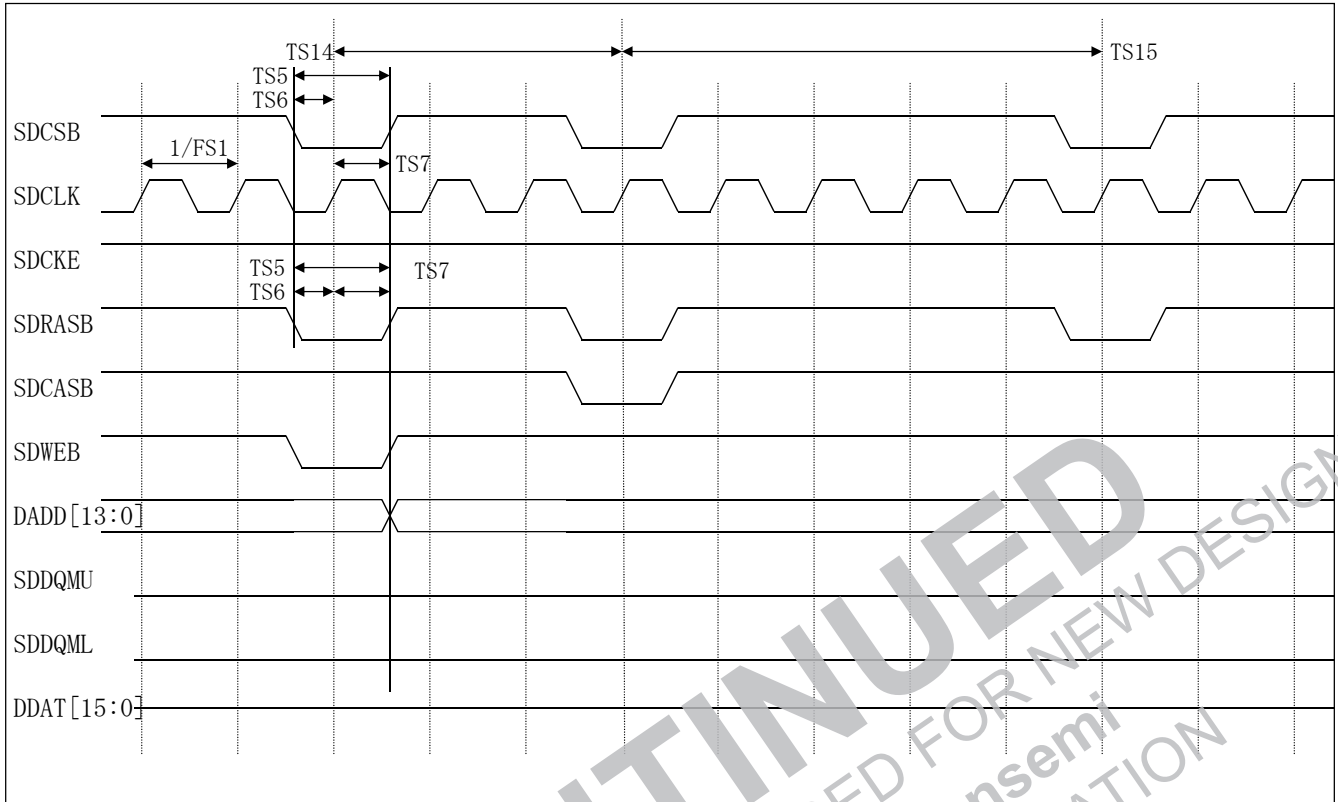 TS14 TS15
TS5
TS6
SDCSB
1/FS1 TS7
SDCLK
SDCKE
TS5 TS7
TS6
SDRASB
SDCASB
SDWEB
DADD[13:0]
SDDQMU
SDDQML
DDAT[15:0]